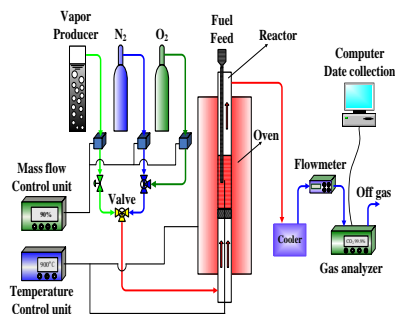 Vapor
Producer
N₂
O₂
Fuel
Feed
Reactor
Computer
Date collection
Oven
Flowmeter
Mass flow
Control unit
90%
Valve
Off gas
Cooler
CO₂ 99.9%
Gas analyzer
900°C
Temperature
Control unit